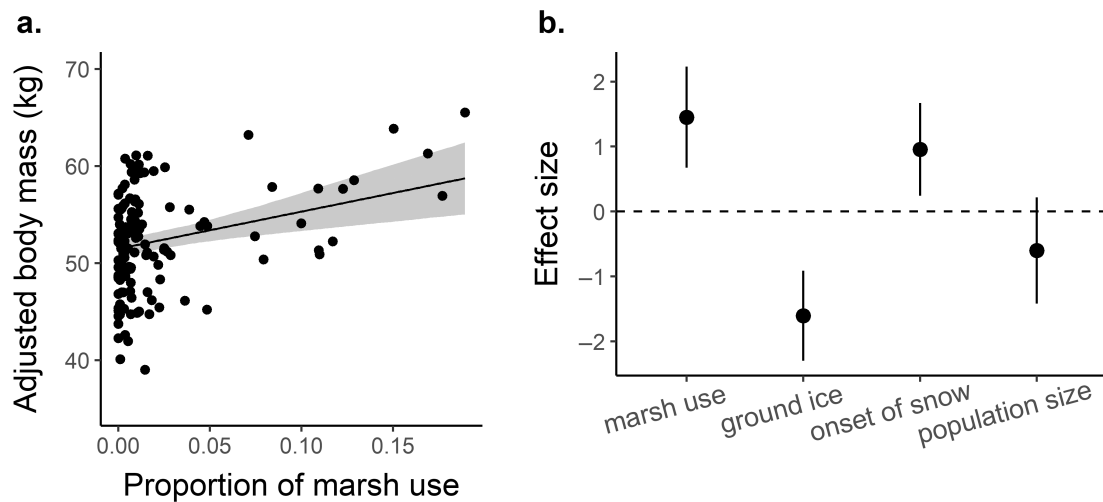 a.
Adjusted body mass (kg)
70
60
50
40
0.00 0.05 0.10 0.15
Proportion of marsh use
b.
Effect size
2
1
0
−1
−2
marsh use ground ice onset of snow population size